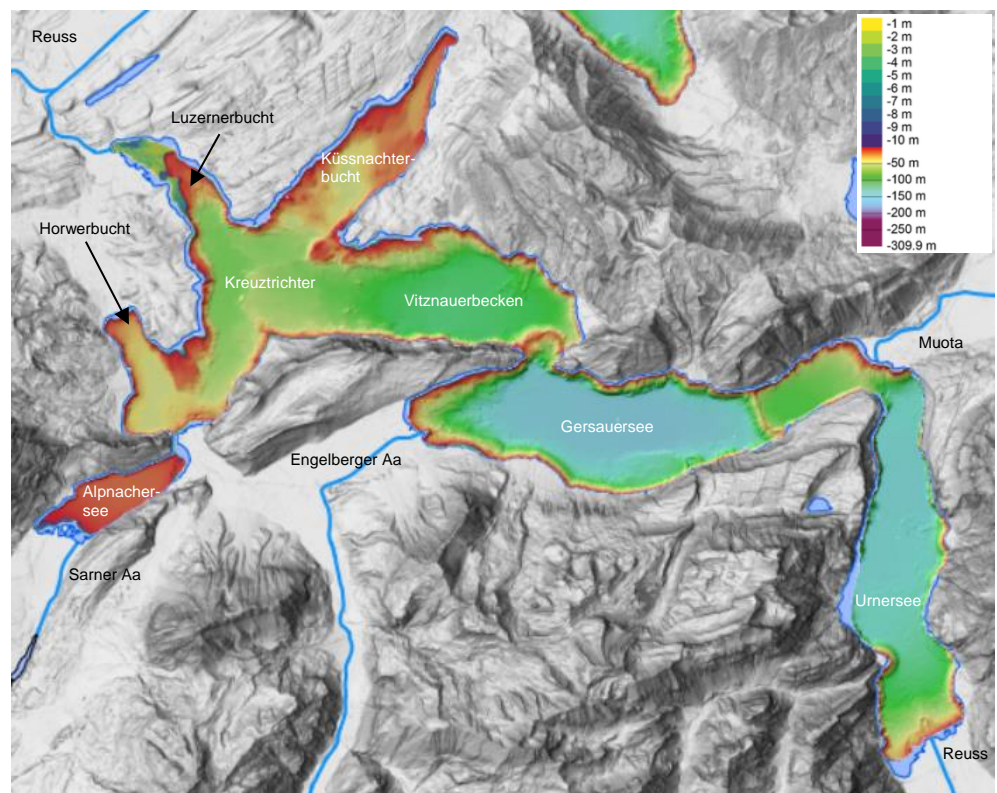 Reuss
-1 m
-2 m
-3 m
-4 m
-5 m
-6 m
-7 m
-8 m
-9 m
-10 m
-50 m
-100 m
-150 m
-200 m
-250 m
-309.9 m
Luzernerbucht
Küssnachter-
bucht
Horwerbucht
Kreuztrichter
Vitznauerbecken
Muota
Gersauersee
Engelberger Aa
Alpnacher-
see
Sarner Aa
Urnersee
Reuss